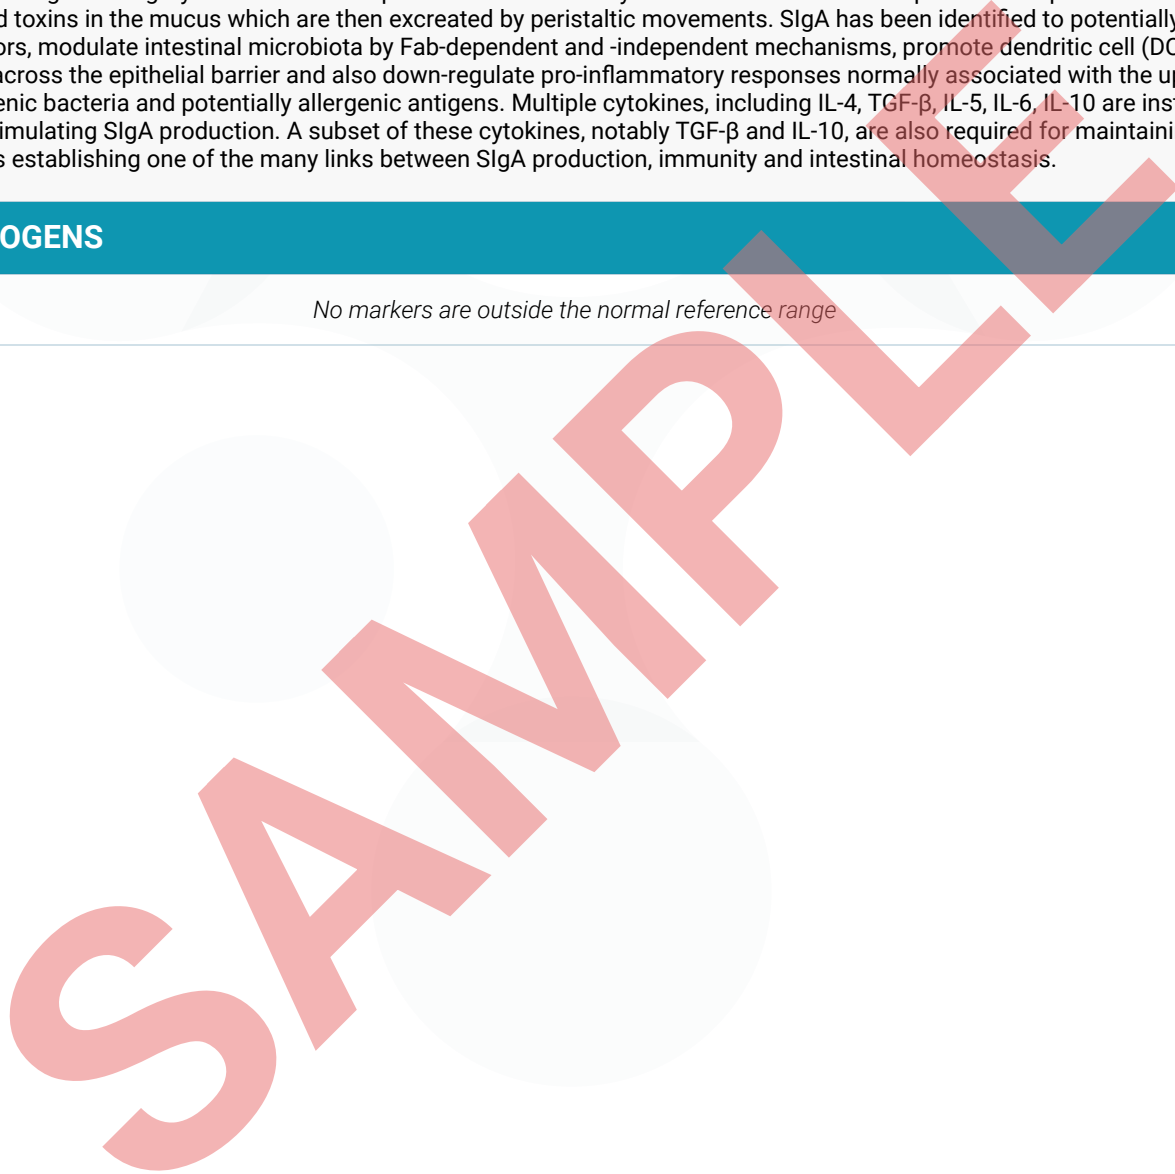 d toxins in the mucus which are then excreated by peristaltic movements. SIgA has been identified to potentially
ors, modulate intestinal microbiota by Fab-dependent and -independent mechanisms, promote dendritic cell (DC
across the epithelial barrier and also down-regulate pro-inflammatory responses normally associated with the up
enic bacteria and potentially allergenic antigens. Multiple cytokines, including IL-4, TGF-β, IL-5, IL-6, IL-10 are inst
imulating SIgA production. A subset of these cytokines, notably TGF-β and IL-10, are also required for maintaini
s establishing one of the many links between SIgA production, immunity and intestinal homeostasis.
OGENS
No markers are outside the normal reference range
SAMPLE